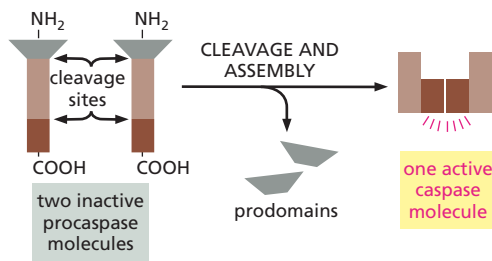 NH2
NH2
cleavage
sites
COOH
COOH
two inactive
procaspase
molecules
CLEAVAGE AND
ASSEMBLY
prodomains
one active
caspase
molecule